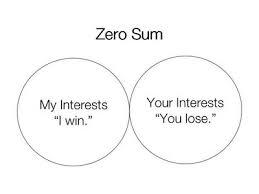 Zero Sum
My Interests
“I win.”
Your Interests
“You lose.”